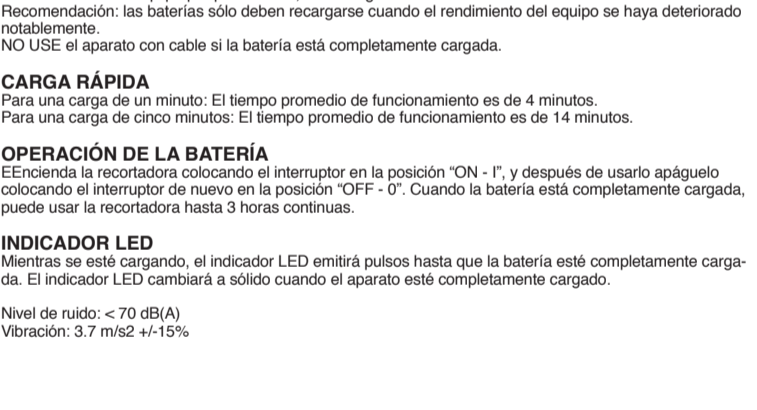 Recomendación: las baterías sólo deben recargarse cuando el rendimiento del equipo se haya deteriorado
notablemente.
NO USE el aparato con cable si la batería está completamente cargada.
CARGA RÁPIDA
Para una carga de un minuto: El tiempo promedio de funcionamiento es de 4 minutos.
Para una carga de cinco minutos: El tiempo promedio de funcionamiento es de 14 minutos.
OPERACIÓN DE LA BATERÍA
EEncienda la recortadora colocando el interruptor en la posición “ON - I”, y después de usarlo apáguelo
colocando el interruptor de nuevo en la posición “OFF - 0”. Cuando la batería está completamente cargada,
puede usar la recortadora hasta 3 horas continuas.
INDICADOR LED
Mientras se esté cargando, el indicador LED emitirá pulsos hasta que la batería esté completamente carga-
da. El indicador LED cambiará a sólido cuando el aparato esté completamente cargado.
Nivel de ruido: < 70 dB(A)
Vibración: 3.7 m/s2 +/-15%